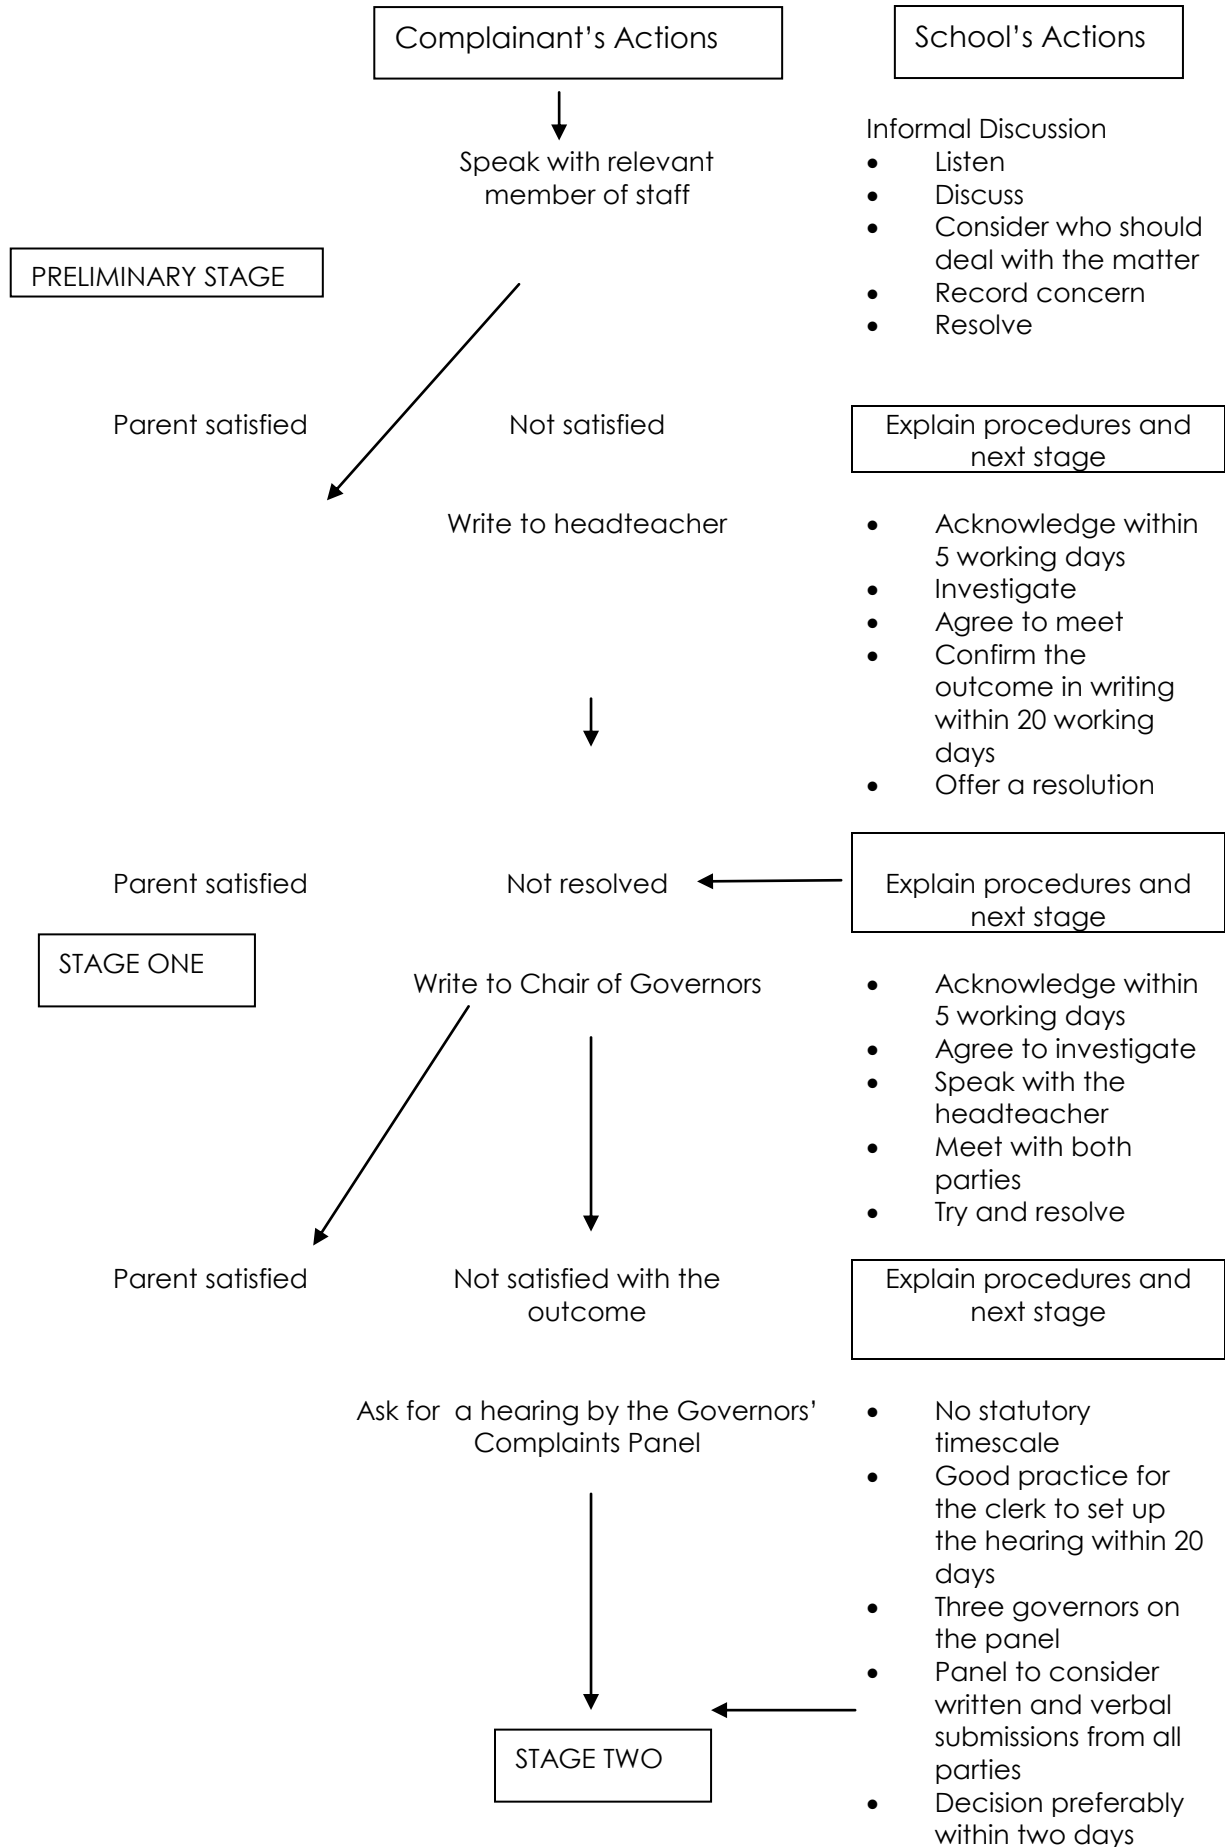 Complainant’s Actions
School’s Actions
Speak with relevant
member of staff
Informal Discussion
• Listen
• Discuss
• Consider who should
deal with the matter
• Record concern
• Resolve
PRELIMINARY STAGE
Parent satisfied
Not satisfied
Explain procedures and
next stage
Write to headteacher
• Acknowledge within
5 working days
• Investigate
• Agree to meet
• Confirm the
outcome in writing
within 20 working
days
• Offer a resolution
Parent satisfied
Not resolved
Explain procedures and
next stage
STAGE ONE
Write to Chair of Governors
• Acknowledge within
5 working days
• Agree to investigate
• Speak with the
headteacher
• Meet with both
parties
• Try and resolve
Parent satisfied
Not satisfied with the
outcome
Explain procedures and
next stage
Ask for  a hearing by the Governors’
Complaints Panel
• No statutory
timescale
• Good practice for
the clerk to set up
the hearing within 20
days
• Three governors on
the panel
• Panel to consider
written and verbal
submissions from all
parties
• Decision preferably
within two days
STAGE TWO